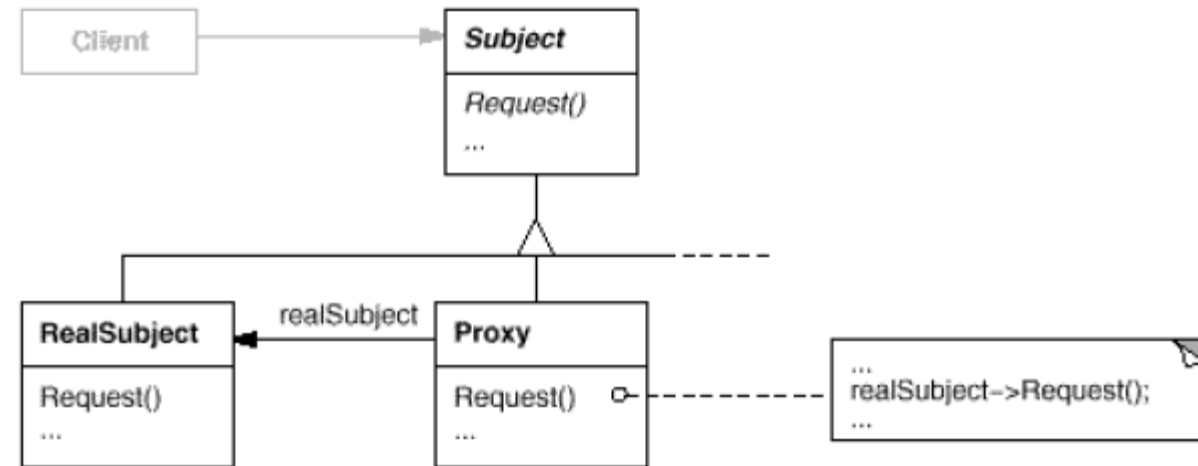 Client
Subject
Request()
...
realSubject
RealSubject
Request()
...
Proxy
Request()
...
...
realSubject->Request();
...